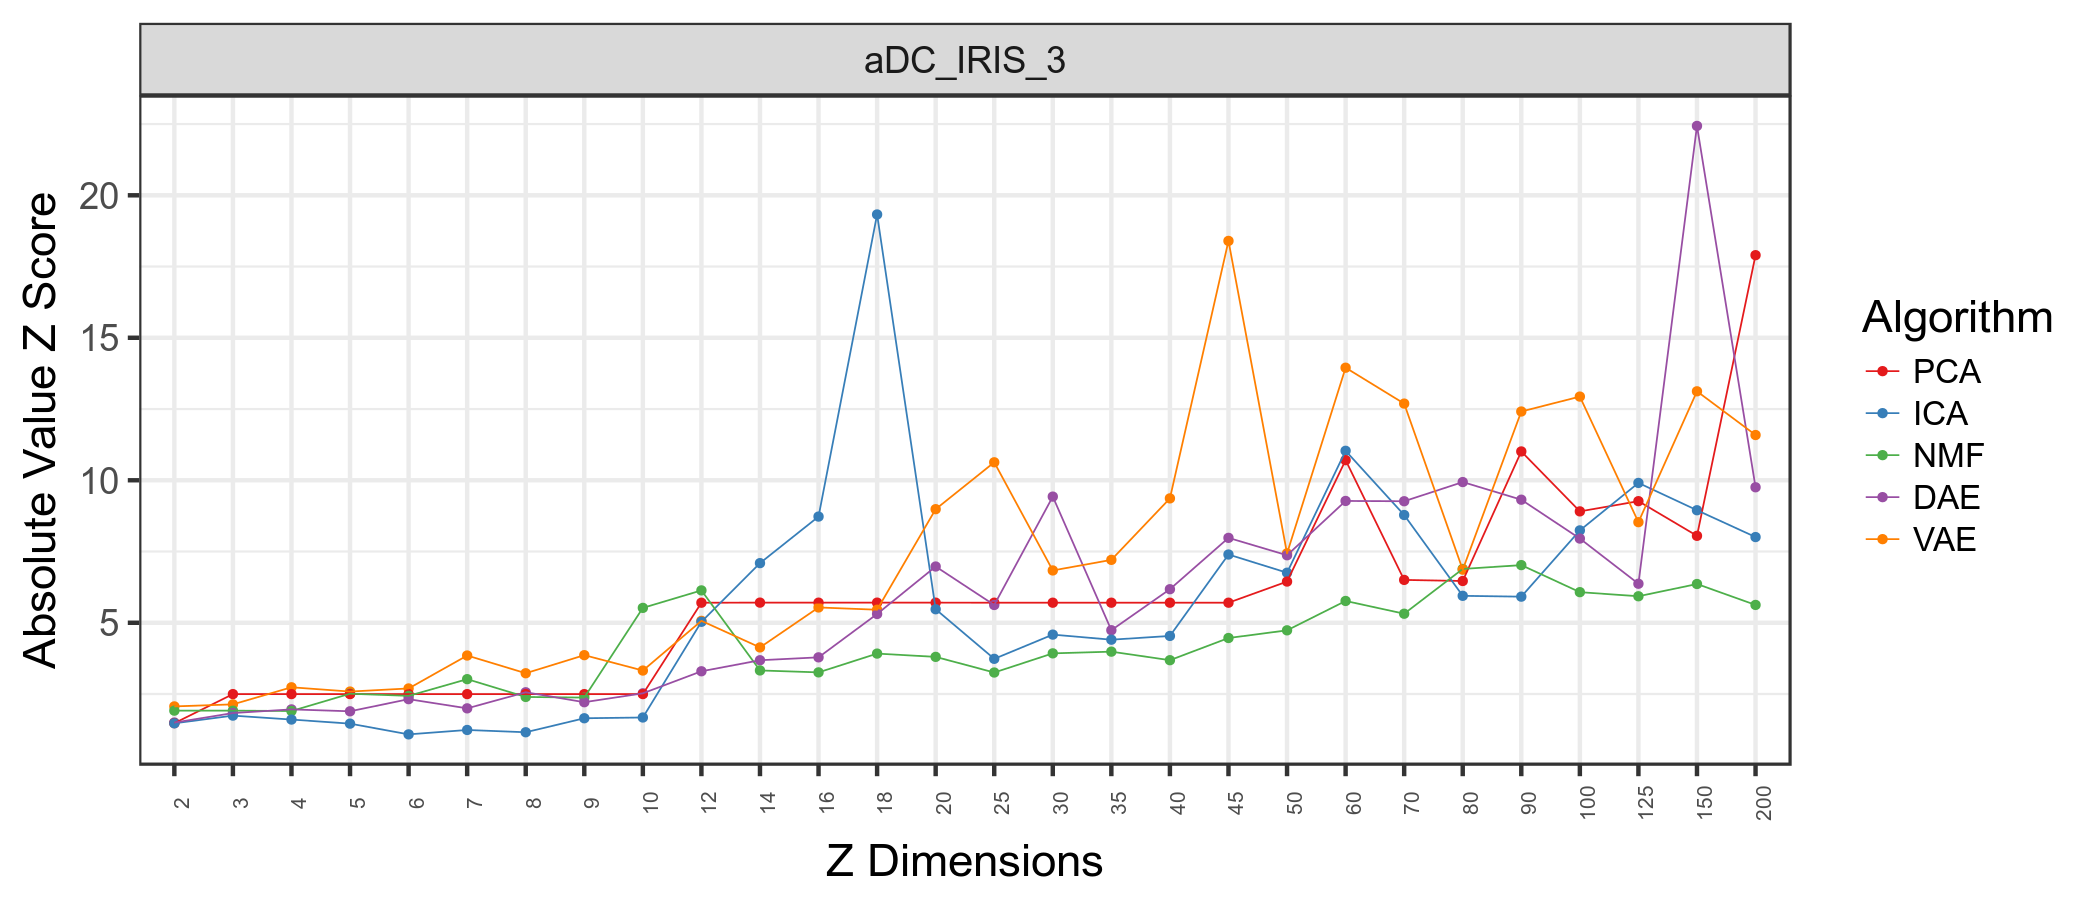 aDC_IRIS_3
Absolute Value Z Score
20
15
10
5
2 3 4 5 6 7 8 9 10 12 14 16 18 20 25 30 35 40 45 50 60 70 80 90 100 125 150 200
Z Dimensions
Algorithm
PCA
ICA
NMF
DAE
VAE